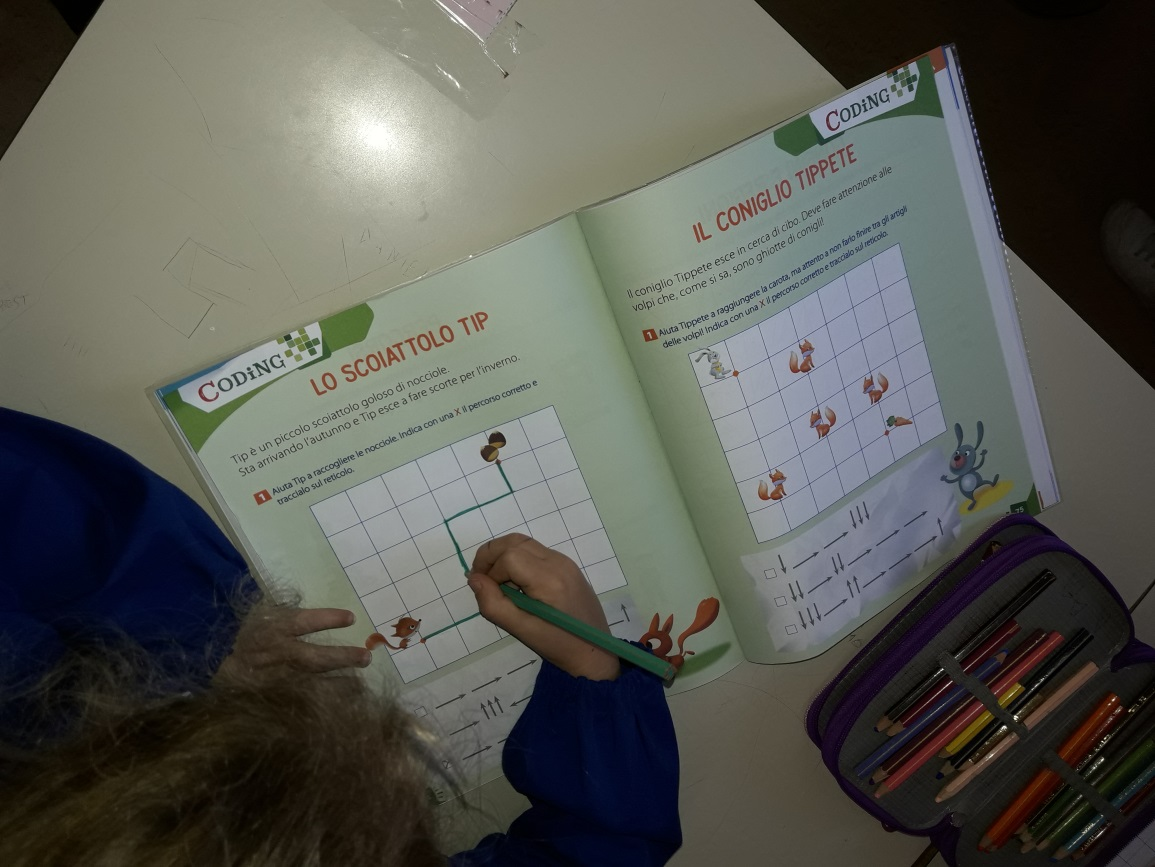 CODiNG
LO SCOIATTOLO TIP
Tip è un piccolo scoiattolo goloso di nocciole.
Sta arrivando l'autunno e Tip esce a fare scorte per l'inverno.
1 Aiuta Tip a raccogliere le nocciole. Indica con una X il percorso corretto e
traccialo sul reticolo.
CODiNG
IL CONIGLIO TIPPETE
Il coniglio Tippete esce in cerca di cibo. Deve fare attenzione alle
volpi che, come si sa, sono ghiotte di conigli!
1 Aiuta Tippete a raggiungere la carota, ma attento a non farlo finire tra gli artigli
delle volpi! Indica con una X il percorso corretto e traccialo sul reticolo.
75